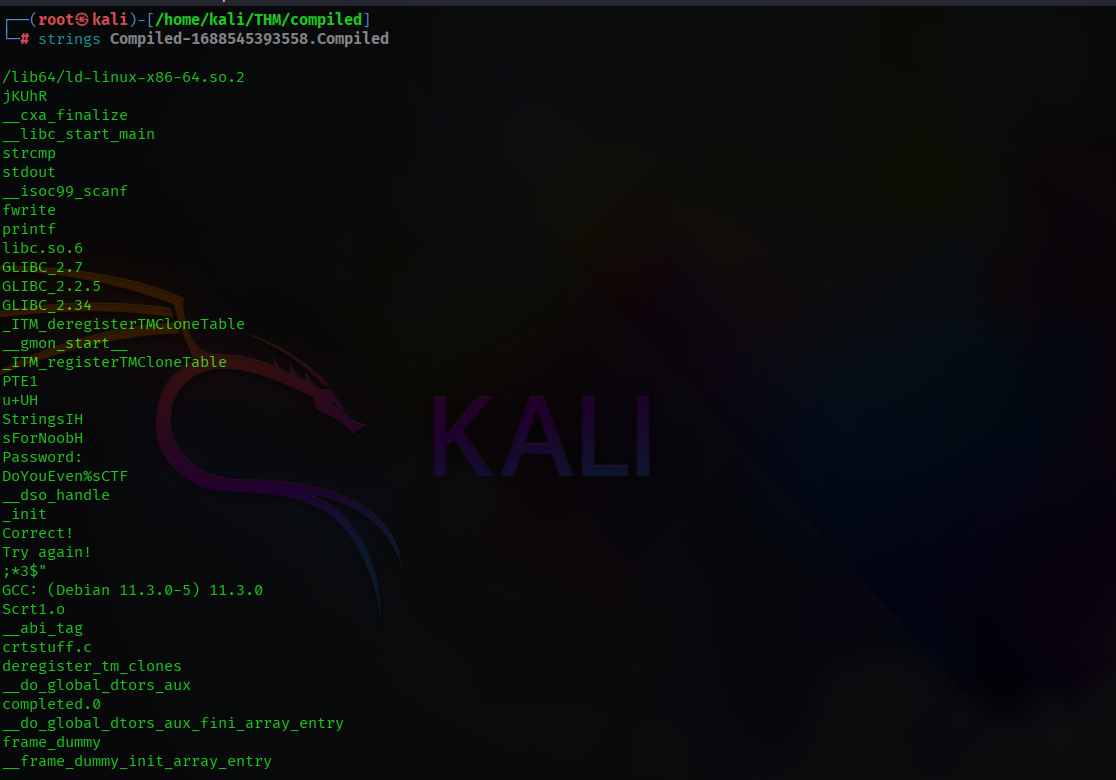 ┌──(root㉿kali)-[/home/kali/THM/compiled]
└─# strings Compiled-1688545393558.Compiled
/lib64/ld-linux-x86-64.so.2
jKUhR
__cxa_finalize
__libc_start_main
strcmp
stdout
__isoc99_scanf
fwrite
printf
libc.so.6
GLIBC_2.7
GLIBC_2.2.5
GLIBC_2.34
_ITM_deregisterTMCloneTable
__gmon_start__
_ITM_registerTMCloneTable
PTE1
u+UH
StringsIH
sForNoobH
Password:
DoYouEven%sCTF
__dso_handle
_init
Correct!
Try again!
;*3$"
GCC: (Debian 11.3.0-5) 11.3.0
Scrt1.o
__abi_tag
crtstuff.c
deregister_tm_clones
__do_global_dtors_aux
completed.0
__do_global_dtors_aux_fini_array_entry
frame_dummy
__frame_dummy_init_array_entry
KALI